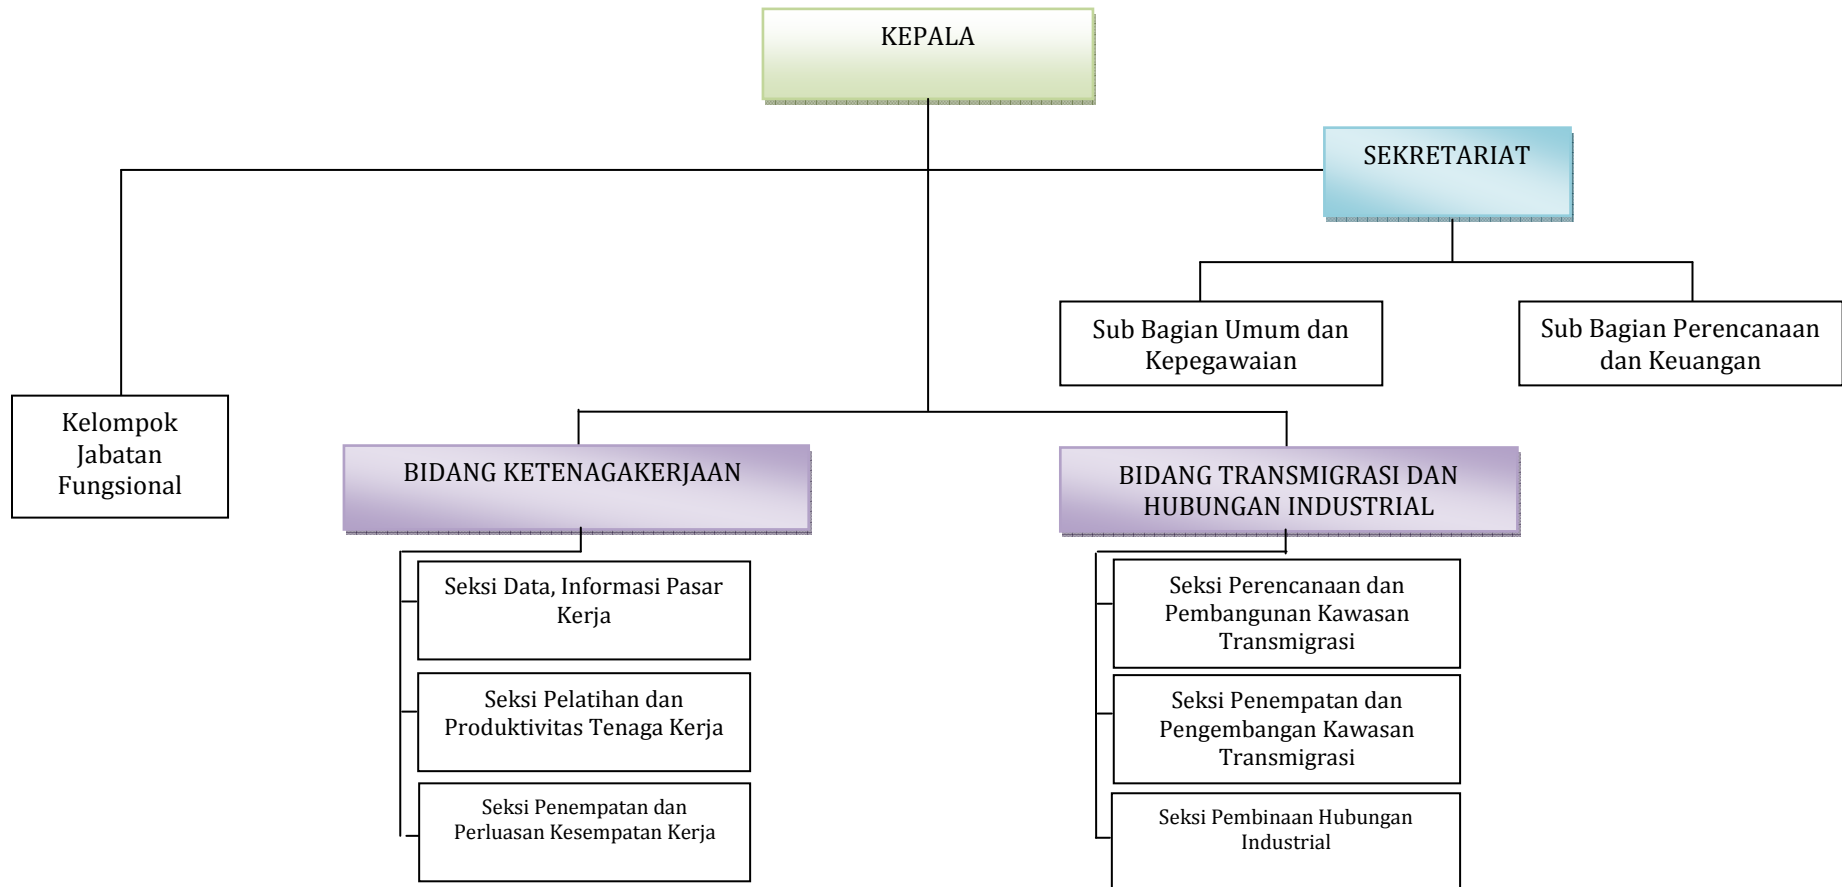 KEPALA
SEKRETARIAT
Sub Bagian Umum dan
Kepegawaian
Sub Bagian Perencanaan
dan Keuangan
Kelompok
Jabatan
Fungsional
BIDANG KETENAGAKERJAAN
Seksi Data, Informasi Pasar
Kerja
Seksi Pelatihan dan
Produktivitas Tenaga Kerja
Seksi Penempatan dan
Perluasan Kesempatan Kerja
BIDANG TRANSMIGRASI DAN
HUBUNGAN INDUSTRIAL
Seksi Perencanaan dan
Pembangunan Kawasan
Transmigrasi
Seksi Penempatan dan
Pengembangan Kawasan
Transmigrasi
Seksi Pembinaan Hubungan
Industrial